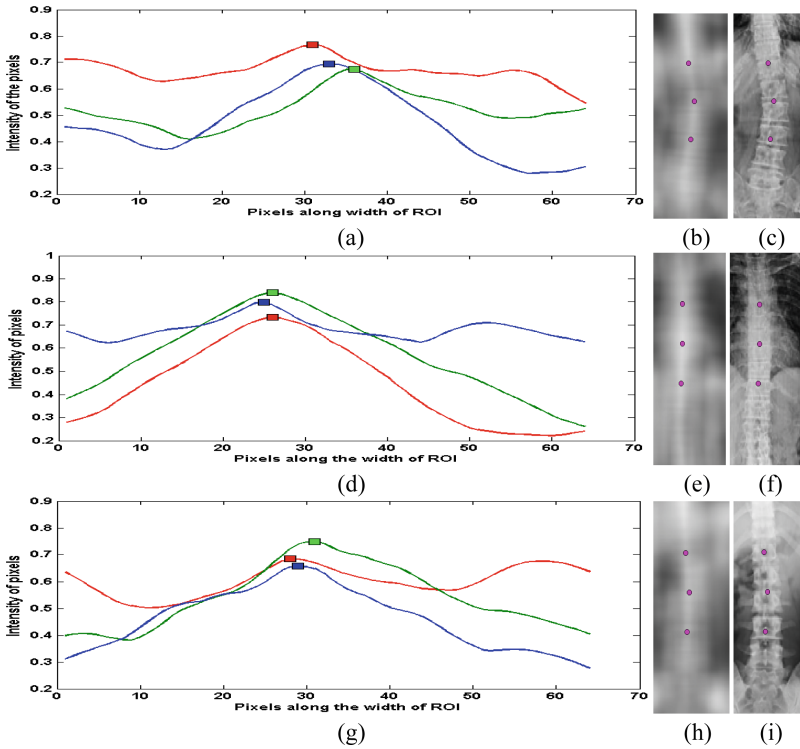 0.9
0.8
0.7
0.6
0.5
0.4
0.3
0.2
Intensity of the pixels
0 10 20 30 40 50 60 70
Pixels along width of ROI
(a) (b) (c)
1
0.9
0.8
0.7
0.6
0.5
0.4
0.3
0.2
Intensity of pixels
0 10 20 30 40 50 60 70
Pixels along the width of ROI
(d) (e) (f)
0.9
0.8
0.7
0.6
0.5
0.4
0.3
0.2
Intensity of pixels
0 10 20 30 40 50 60 70
Pixels along the width of ROI
(g) (h) (i)